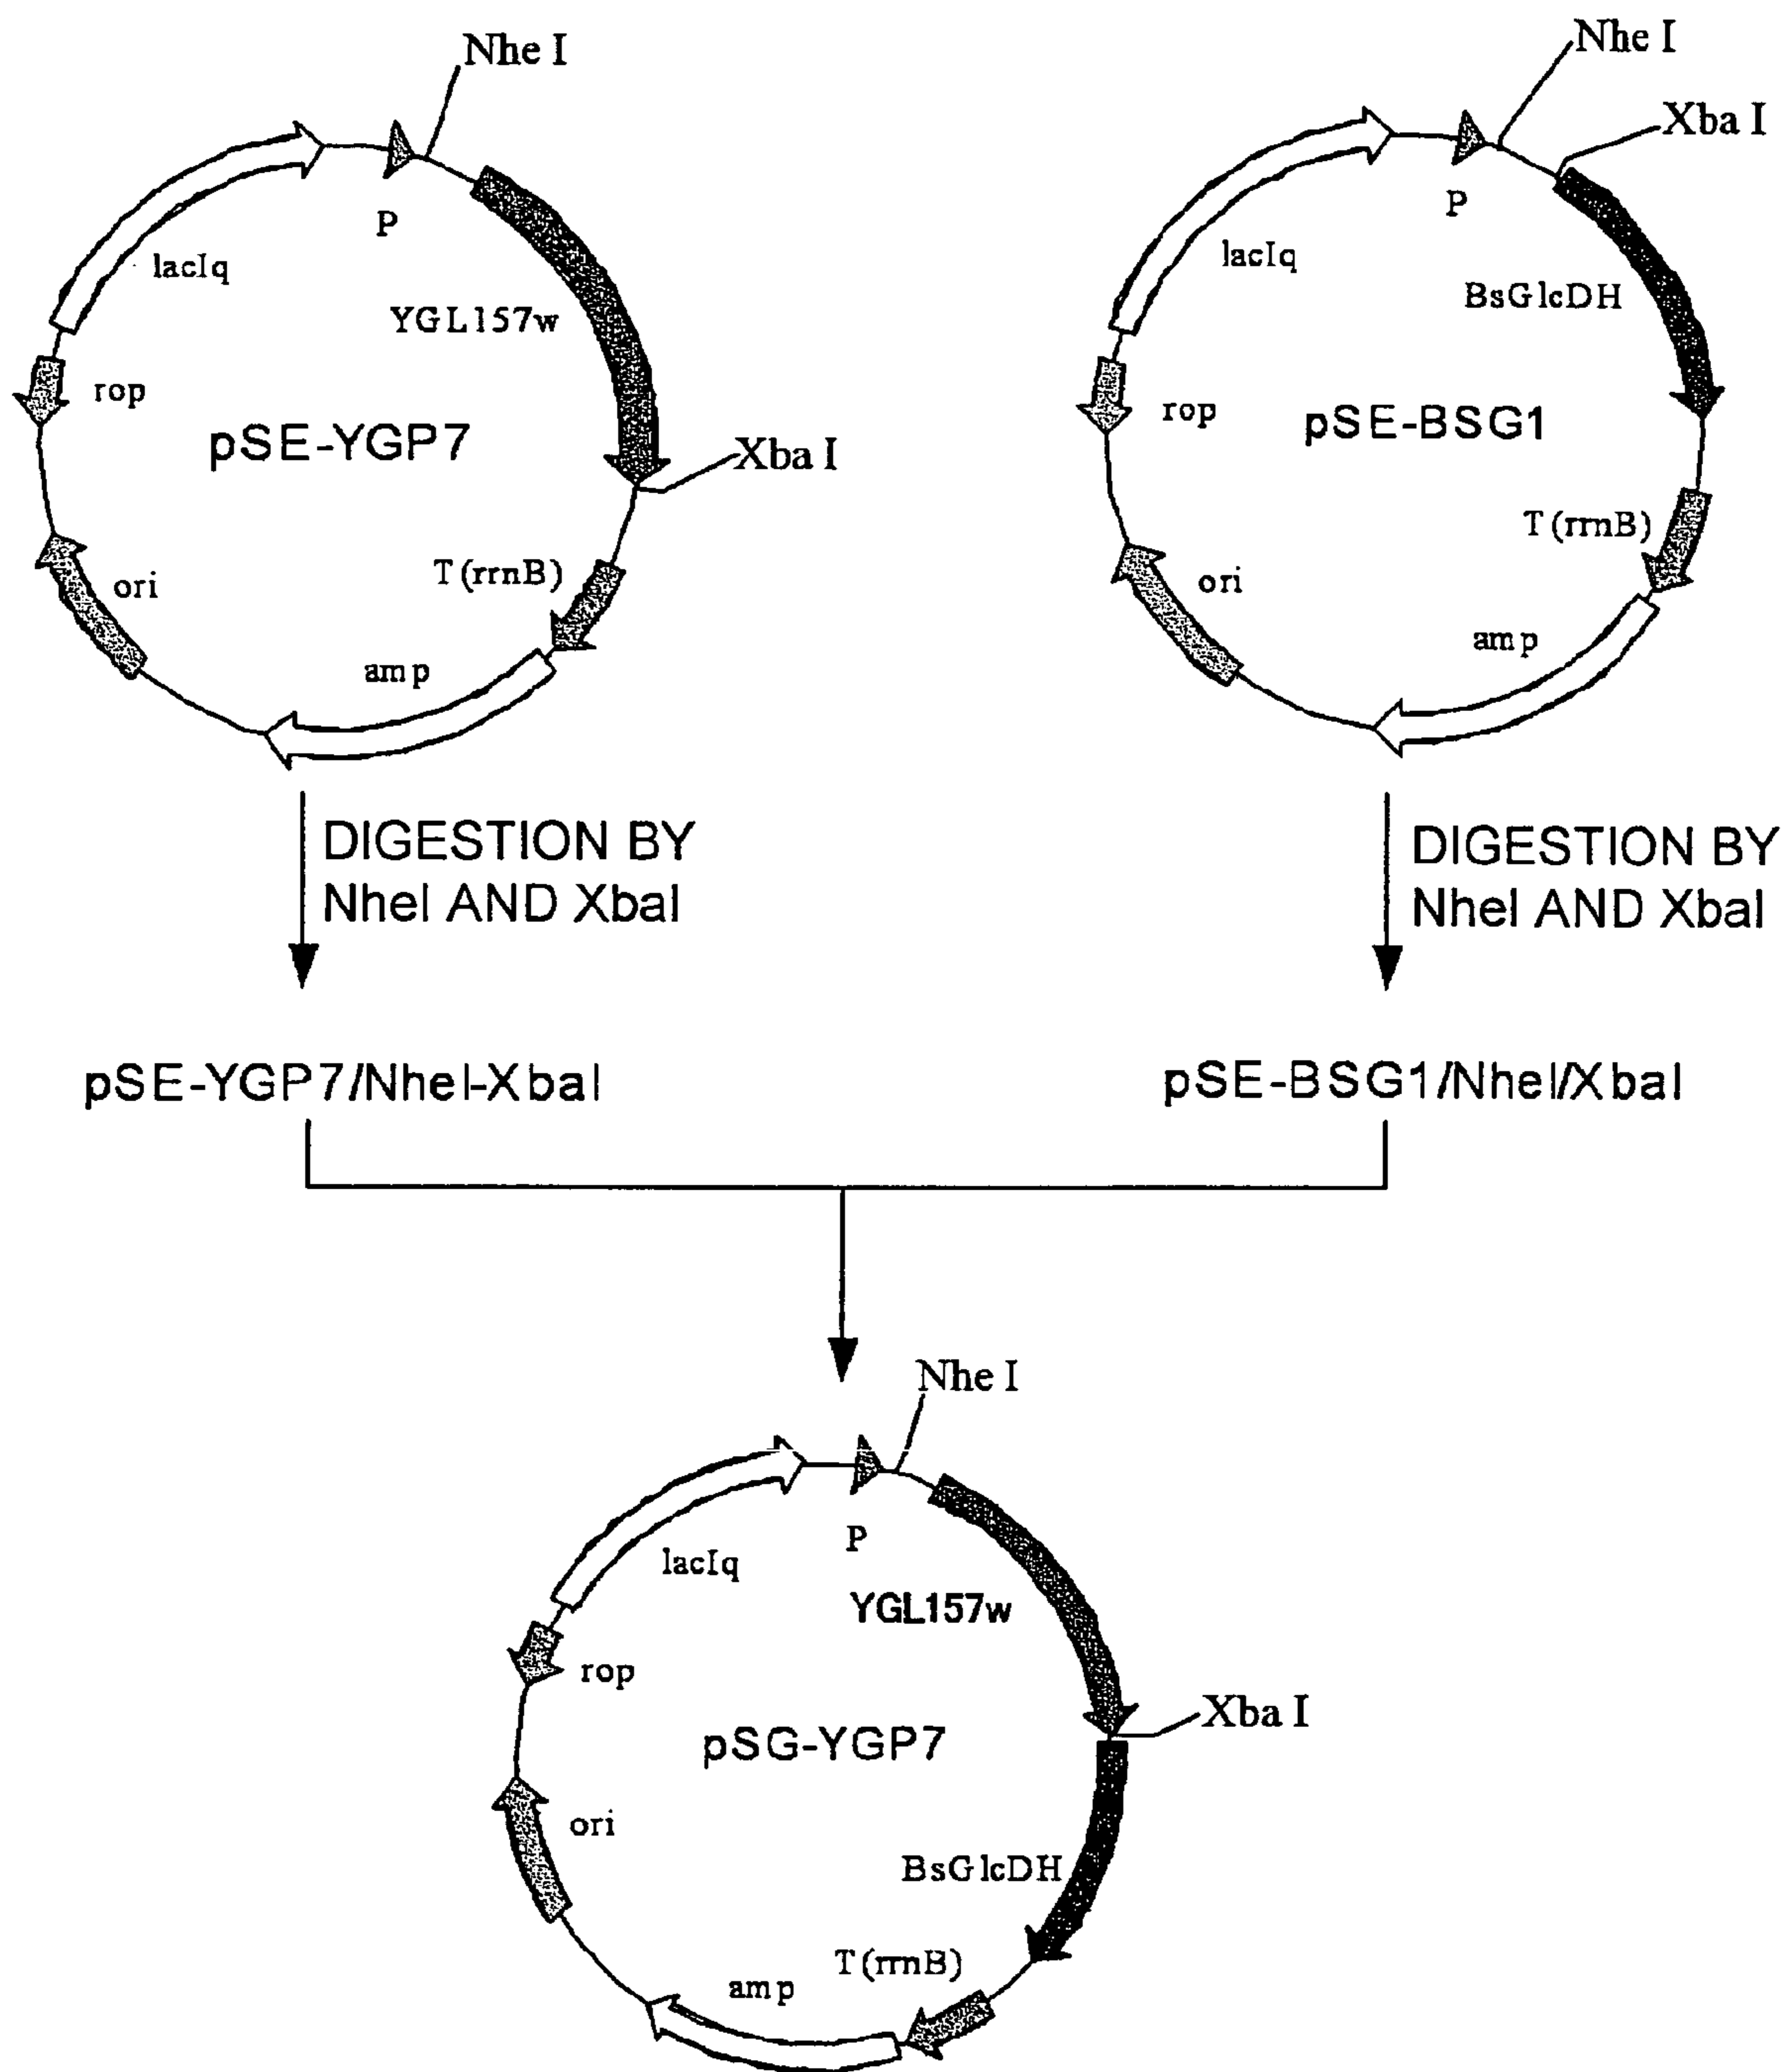 Nhe I
P
lacIq
YGL157w
rop
pSE-YGP7
Xba I
T(rrnB)
ori
amp
Nhe I
Xba I
P
lacIq
BsGlcDH
rop
pSE-BSG1
T(rrnB)
ori
amp
DIGESTION BY
NheI AND XbaI
DIGESTION BY
NheI AND XbaI
pSE-YGP7/NheI-XbaI
pSE-BSG1/NheI/XbaI
Nhe I
P
lacIq
YGL157w
rop
Xba I
pSG-YGP7
ori
BsGlcDH
T(rrnB)
amp